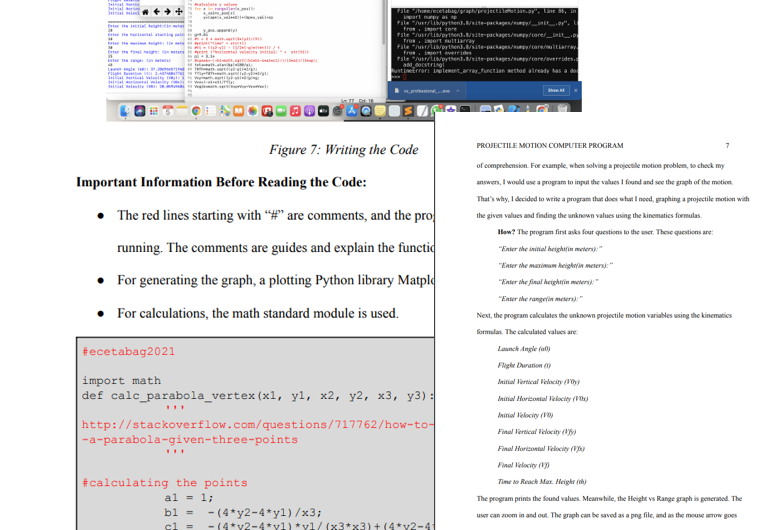 File "/home/ecetabag/graph/projectileMotion.py", line 86, in
import numpy as np
File "/usr/lib/python3.8/site-packages/numpy/__init__.py",
from . import core
File "/usr/lib/python3.8/site-packages/numpy/core/__init__.py
from . import multiarray
File "/usr/lib/python3.8/site-packages/numpy/core/multiarray.
from . import overrides
File "/usr/lib/python3.8/site-packages/numpy/core/overrides.p
add_docstring(
RuntimeError: implement_array_function method already has a doc
Show All
Figure 7: Writing the Code
Important Information Before Reading the Code:
• The red lines starting with “#” are comments, and the pro
running. The comments are guides and explain the functio
• For generating the graph, a plotting Python library Matpl
• For calculations, the math standard module is used.
#ecetabag2021
import math
def calc_parabola_vertex(x1, y1, x2, y2, x3, y3):
'''
http://stackoverflow.com/questions/717762/how-to-
-a-parabola-given-three-points
'''
#calculating the points
a1 = 1;
b1 = -(4*y2-4*y1)/x3;
c1 = -(4*y2-4*y1)*y1/(x3*x3)+(4*y2-4
PROJECTILE MOTION COMPUTER PROGRAM 7
of comprehension. For example, when solving a projectile motion problem, to check my
answers, I would use a program to input the values I found and see the graph of the motion.
That’s why, I decided to write a program that does what I need, graphing a projectile motion with
the given values and finding the unknown values using the kinematics formulas.
How? The program first asks four questions to the user. These questions are:
“Enter the initial height(in meters):”
“Enter the maximum height(in meters):”
“Enter the final height(in meters):”
“Enter the range(in meters):”
Next, the program calculates the unknown projectile motion variables using the kinematics
formulas. The calculated values are:
Launch Angle (α0)
Flight Duration (t)
Initial Vertical Velocity (V0y)
Initial Horizontal Velocity (V0x)
Initial Velocity (V0)
Final Vertical Velocity (Vfy)
Final Horizontal Velocity (Vfx)
Final Velocity (Vf)
Time to Reach Max. Height (th)
The program prints the found values. Meanwhile, the Height vs Range graph is generated. The
user can zoom in and out. The graph can be saved as a png file, and as the mouse arrow goes